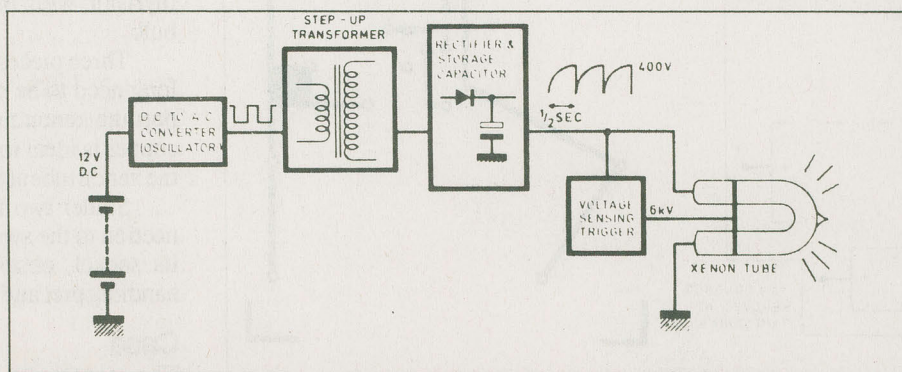 STEP-UP
TRANSFORMER
RECTIFIER &
STORAGE
CAPACITOR
400V
1/2 SEC
D.C TO A.C
CONVERTER
(OSCILLATOR)
12V
D.C.
VOLTAGE
SENSING
TRIGGER
6kV
XENON TUBE